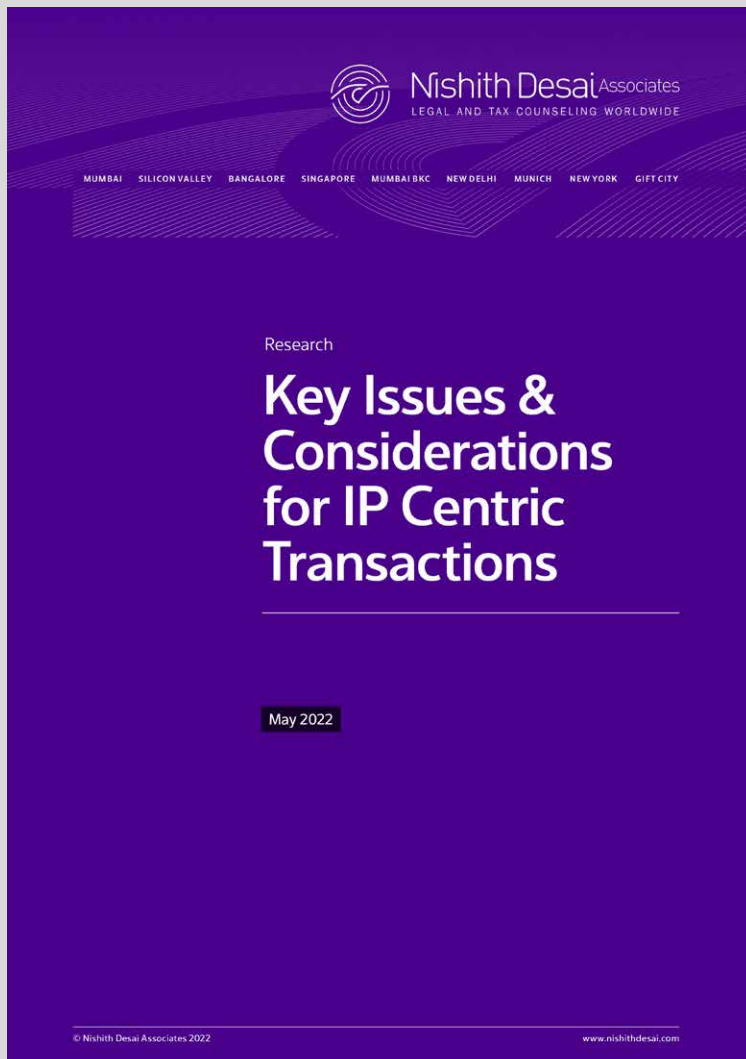 Nishith Desai Associates
LEGAL AND TAX COUNSELING WORLDWIDE
MUMBAI SILICON VALLEY BANGALORE SINGAPORE MUMBAI BKC NEW DELHI MUNICH NEW YORK GIFT CITY
Research
Key Issues &
Considerations
for IP Centric
Transactions
May 2022
© Nishith Desai Associates 2022 www.nishithdesai.com